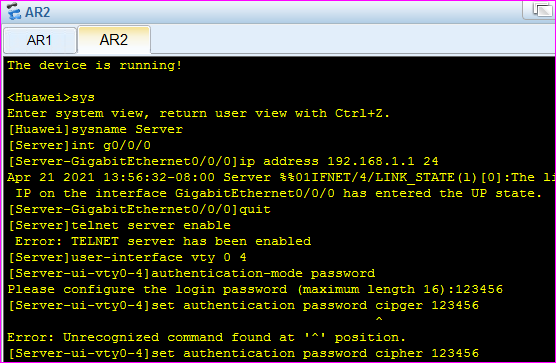 AR2
AR1
AR2
The device is running!
<Huawei>sys
Enter system view, return user view with Ctrl+Z.
[Huawei]sysname Server
[Server]int g0/0/0
[Server-GigabitEthernet0/0/0]ip address 192.168.1.1 24
Apr 21 2021 13:56:32-08:00 Server %%01IFNET/4/LINK_STATE(l)[0]:The li
IP on the interface GigabitEthernet0/0/0 has entered the UP state.
[Server-GigabitEthernet0/0/0]quit
[Server]telnet server enable
Error: TELNET server has been enabled
[Server]user-interface vty 0 4
[Server-ui-vty0-4]authentication-mode password
Please configure the login password (maximum length 16):123456
[Server-ui-vty0-4]set authentication password cipger 123456
^
Error: Unrecognized command found at '^' position.
[Server-ui-vty0-4]set authentication password cipher 123456